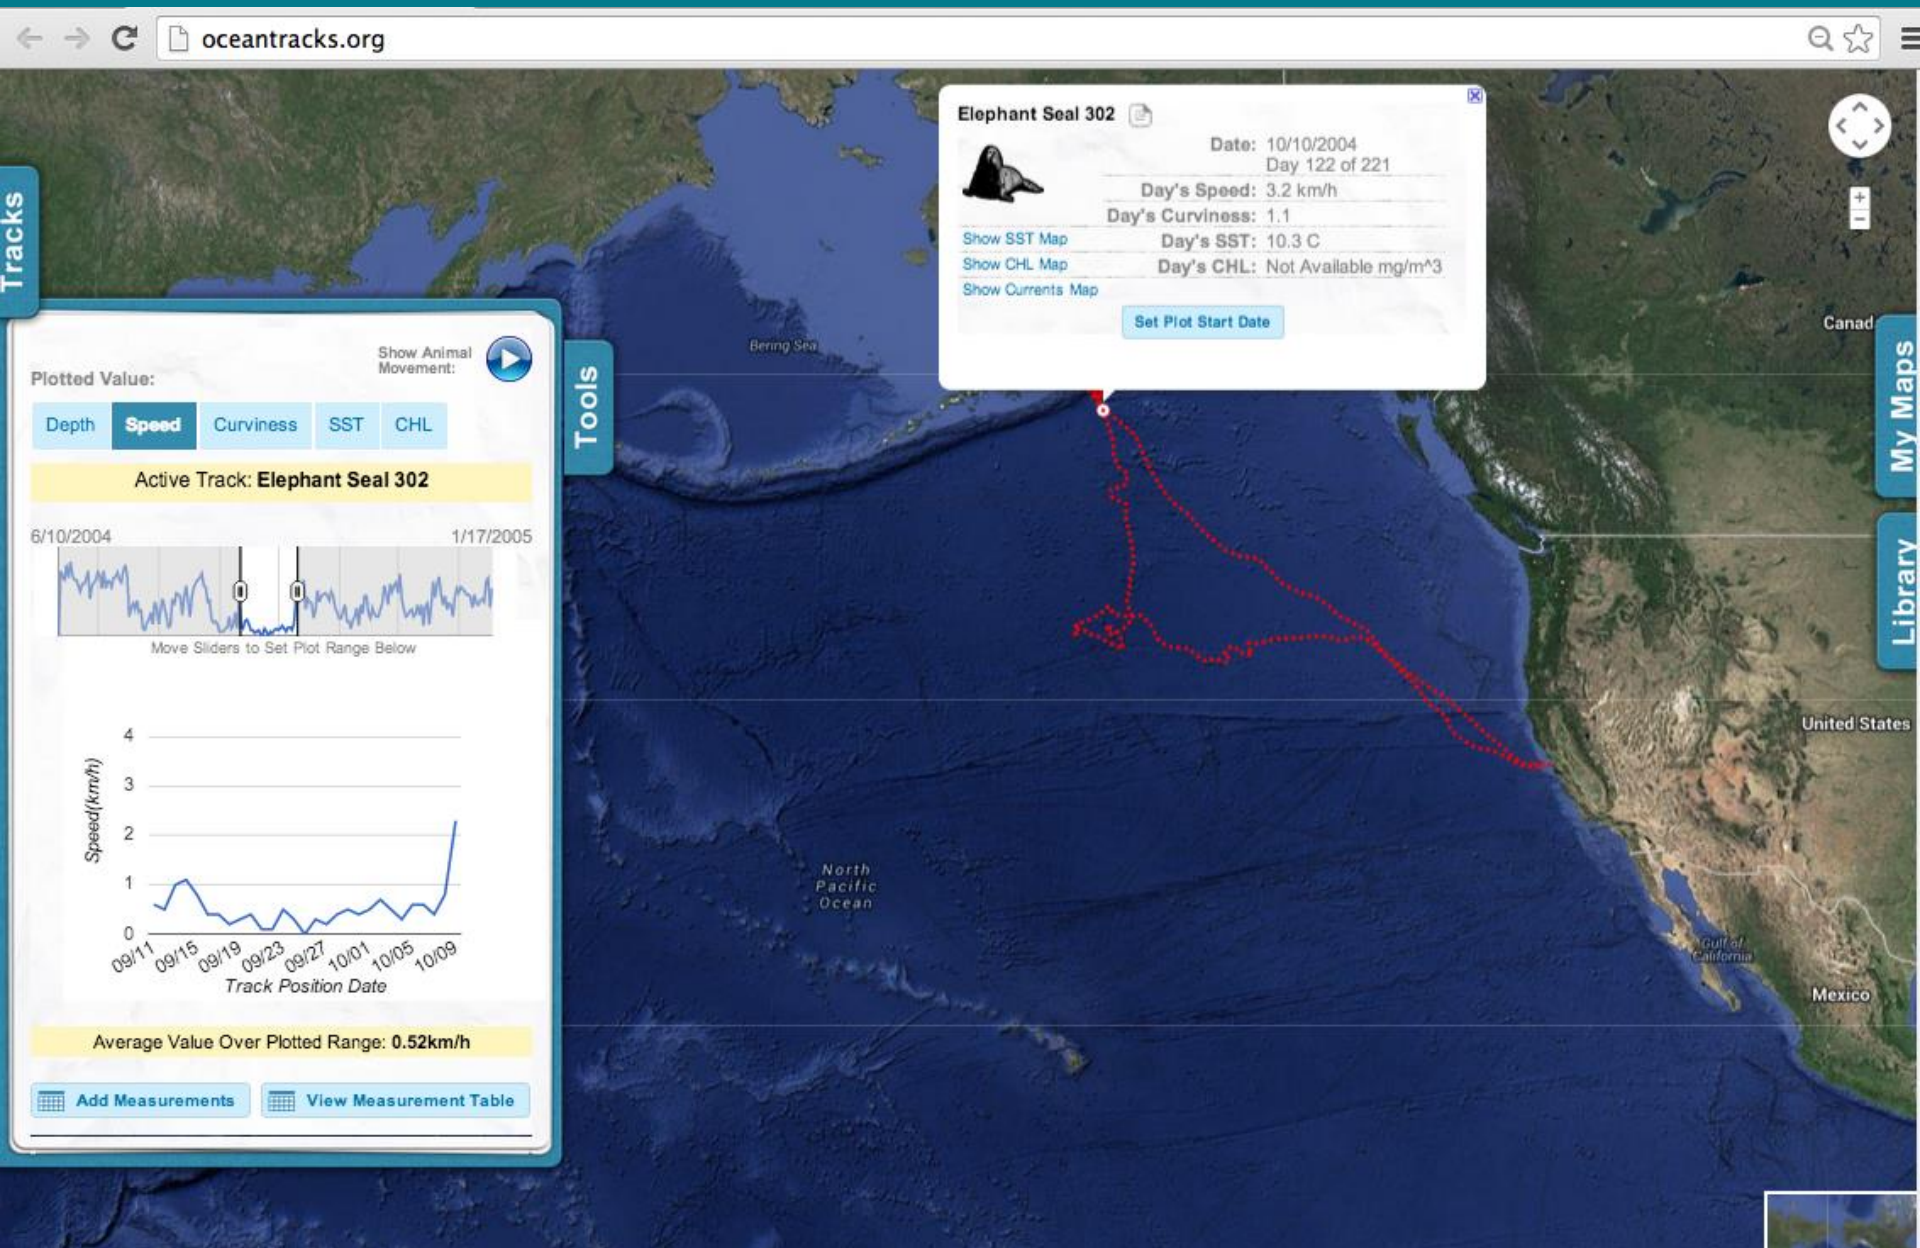 oceantracks.org
Tracks
Elephant Seal 302
Date: 10/10/2004
Day 122 of 221
Day's Speed: 3.2 km/h
Day's Curviness: 1.1
Show SST Map
Day's SST: 10.3 C
Show CHL Map
Day's CHL: Not Available mg/m^3
Show Currents Map
Set Plot Start Date
Canad
Bering Sea
My Maps
Library
Tools
Show Animal
Movement:
Plotted Value:
Depth Speed Curviness SST CHL
Active Track: Elephant Seal 302
6/10/2004 1/17/2005
Move Sliders to Set Plot Range Below
4
3
2
1
0
Speed(km/h)
09/11 09/15 09/19 09/23 09/27 10/01 10/05 10/09
Track Position Date
Average Value Over Plotted Range: 0.52km/h
Add Measurements View Measurement Table
United States
North
Pacific
Ocean
Gulf of
California
Mexico